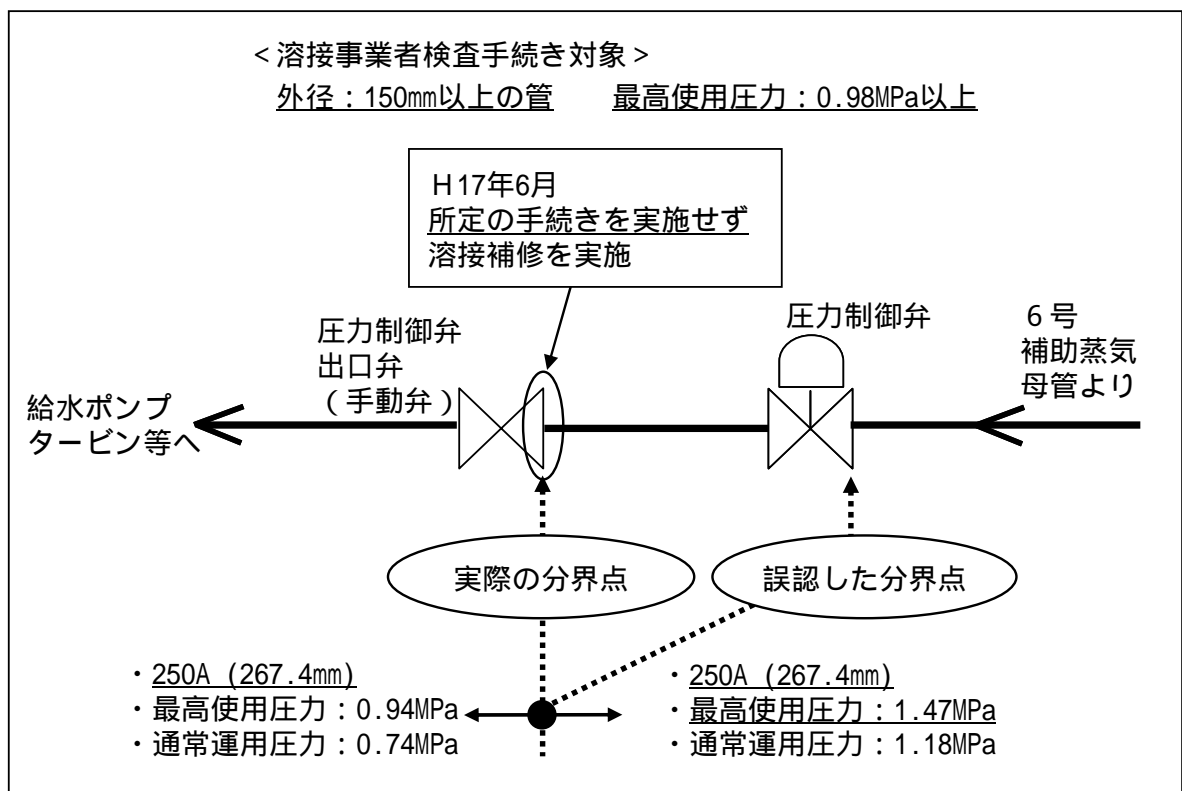 <溶接事業者検査手続き対象>
外径：150mm以上の管　最高使用圧力：0.98MPa以上
H17年6月
所定の手続きを実施せず
溶接補修を実施
圧力制御弁
出口弁
（手動弁）
圧力制御弁
６号
補助蒸気
母管より
給水ポンプ
タービン等へ
実際の分界点
誤認した分界点
・250A (267.4mm)
・最高使用圧力：0.94MPa
・通常運用圧力：0.74MPa
・250A (267.4mm)
・最高使用圧力：1.47MPa
・通常運用圧力：1.18MPa